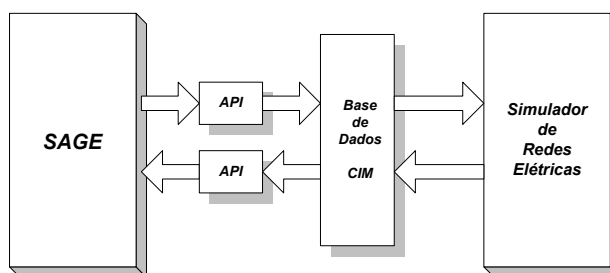 SAGE
API
API
Base
de
Dados
CIM
Simulador
de
Redes
Elétricas